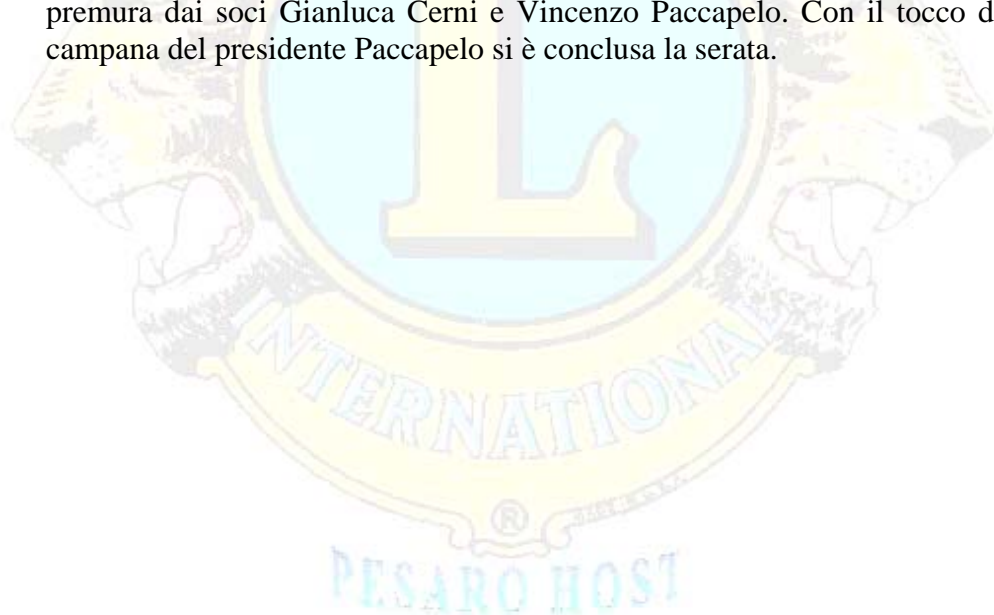 premura dai soci Gianluca Cerni e Vincenzo Paccapelo. Con il tocco d
campana del presidente Paccapelo si è conclusa la serata.
L
INTERNATIONAL
®
PESARO HOST